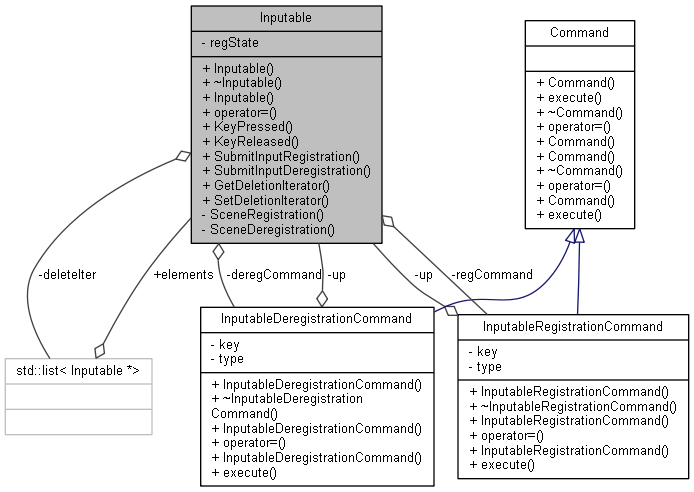 Inputable
- regState
+ Inputable()
+ ~Inputable()
+ Inputable()
+ operator=()
+ KeyPressed()
+ KeyReleased()
+ SubmitInputRegistration()
+ SubmitInputDeregistration()
+ GetDeletionIterator()
+ SetDeletionIterator()
- SceneRegistration()
- SceneDeregistration()
Command
+ Command()
+ execute()
+ ~Command()
+ operator=()
+ Command()
+ Command()
+ ~Command()
+ operator=()
+ Command()
+ execute()
-deleteIter
+elements
-deregCommand
-up
-up
-regCommand
std::list< Inputable *>
InputableDeregistrationCommand
- key
- type
+ InputableDeregistrationCommand()
+ ~InputableDeregistration
Command()
+ InputableDeregistrationCommand()
+ operator=()
+ InputableDeregistrationCommand()
+ execute()
InputableRegistrationCommand
- key
- type
+ InputableRegistrationCommand()
+ ~InputableRegistrationCommand()
+ InputableRegistrationCommand()
+ operator=()
+ InputableRegistrationCommand()
+ execute()